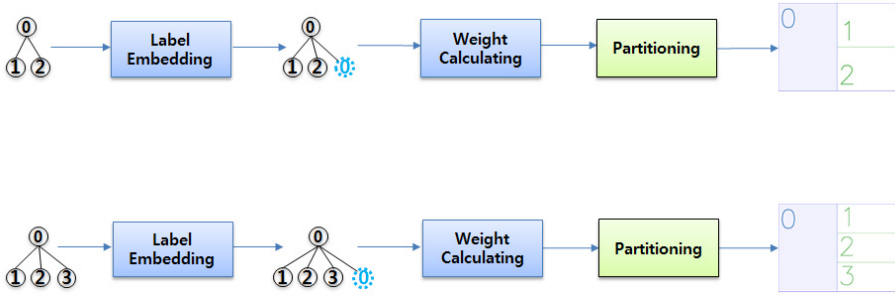 0
1 2
Label
Embedding
0
1 2 0
Weight
Calculating
Partitioning
0
1
2
0
1 2 3
Label
Embedding
0
1 2 3 0
Weight
Calculating
Partitioning
0
1
2
3